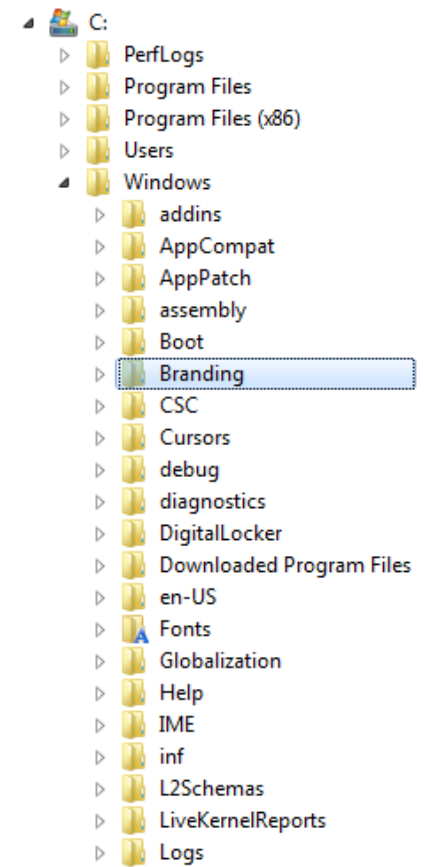 C:
PerfLogs
Program Files
Program Files (x86)
Users
Windows
addins
AppCompat
AppPatch
assembly
Boot
Branding
CSC
Cursors
debug
diagnostics
DigitalLocker
Downloaded Program Files
en-US
Fonts
Globalization
Help
IME
inf
L2Schemas
LiveKernelReports
Logs